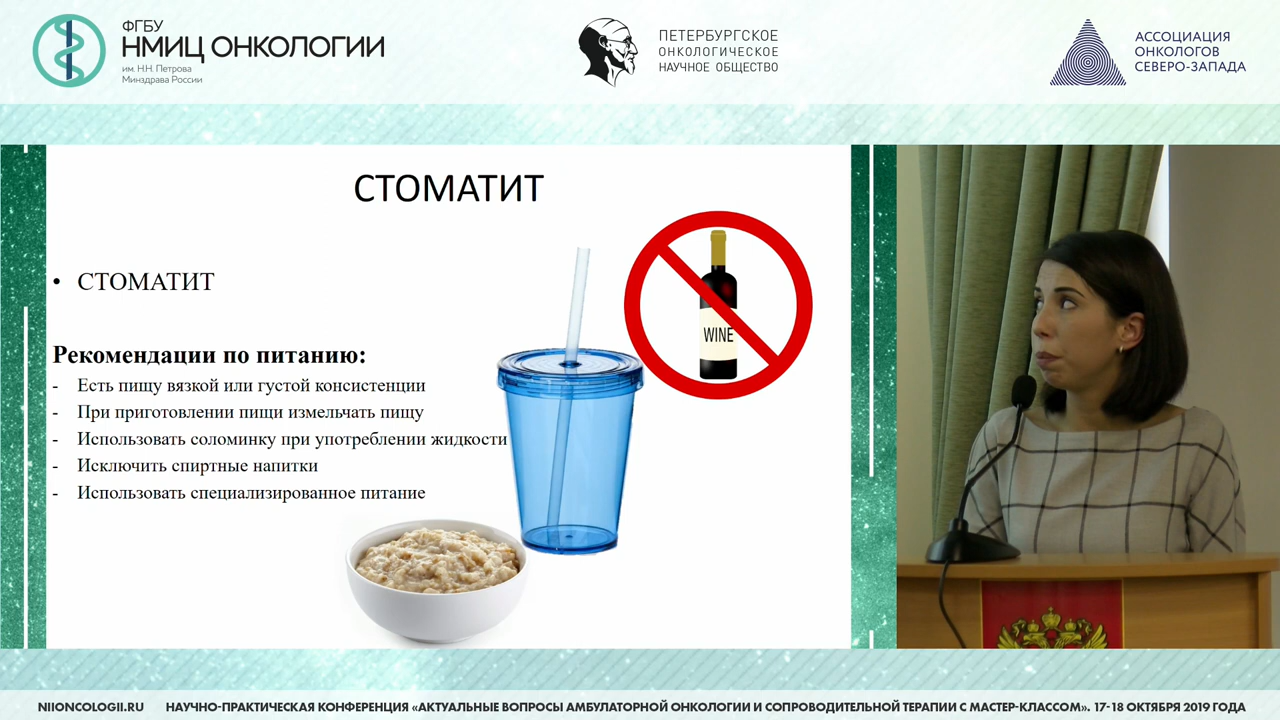 ФГБУ
НМИЦ ОНКОЛОГИИ
им. Н.Н. Петрова
Минздрава России
ПЕТЕРБУРГСКОЕ
ОНКОЛОГИЧЕСКОЕ
НАУЧНОЕ ОБЩЕСТВО
АССОЦИАЦИЯ
ОНКОЛОГОВ
СЕВЕРО-ЗАПАДА
СТОМАТИТ
• СТОМАТИТ
Рекомендации по питанию:
- Есть пищу вязкой или густой консистенции
- При приготовлении пищи измельчать пищу
- Использовать соломинку при употреблении жидкости
- Исключить спиртные напитки
- Использовать специализированное питание
WINE
NIIONCOLOGII.RU НАУЧНО-ПРАКТИЧЕСКАЯ КОНФЕРЕНЦИЯ «АКТУАЛЬНЫЕ ВОПРОСЫ АМБУЛАТОРНОЙ ОНКОЛОГИИ И СОПРОВОДИТЕЛЬНОЙ ТЕРАПИИ С МАСТЕР-КЛАССОМ». 17-18 ОКТЯБРЯ 2019 ГОДА